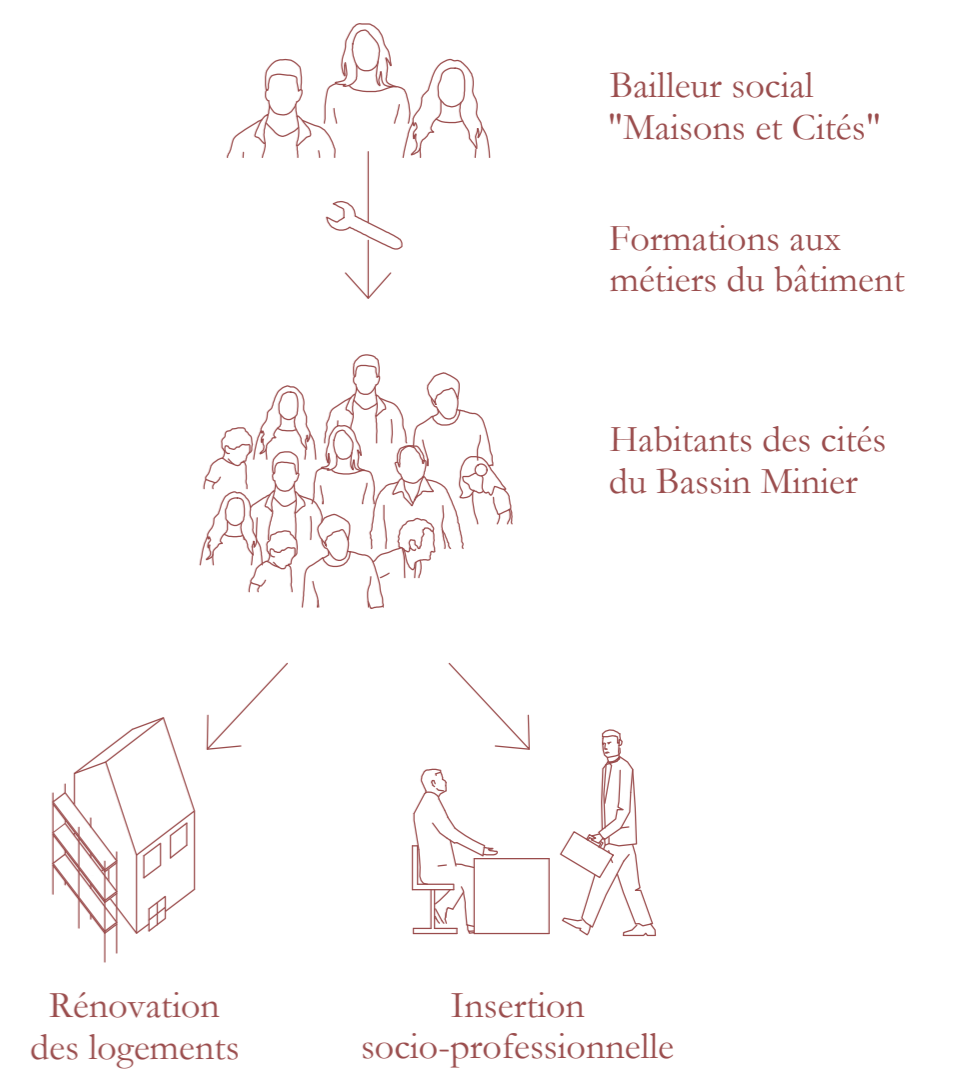 Bailleur social
"Maisons et Cités"
Formations aux
métiers du bâtiment
Habitants des cités
du Bassin Minier
Rénovation
des logements
Insertion
socio-professionnelle